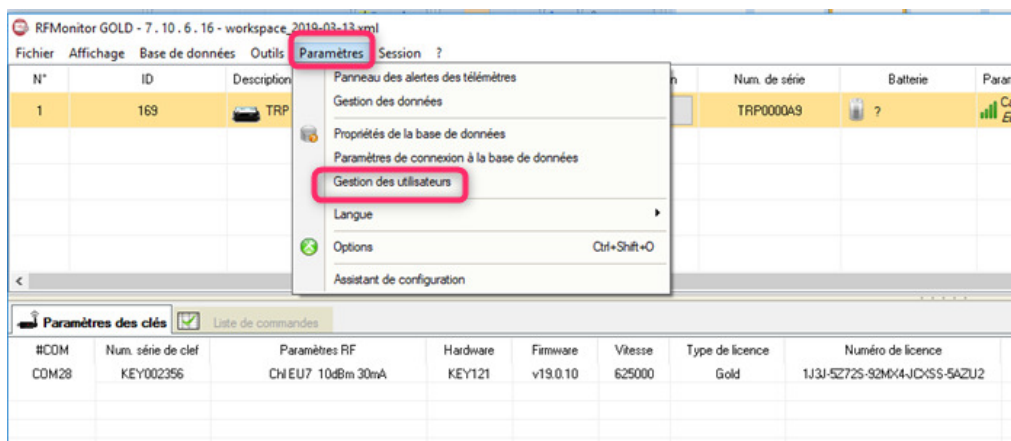 RFMonitor GOLD - 7.10.6.16 - workspace_2019-03-13.xml
Fichier Affichage Base de données Outils Paramètres Session ?
N° ID Description Num. de série Batterie Param
1 169 TRP TRP0000A9 ?
Panneau des alertes des télémètres
Gestion des données
Propriétés de la base de données
Paramètres de connexion à la base de données
Gestion des utilisateurs
Langue
Options Ctrl+Shift+O
Assistant de configuration
Paramètres des clés Liste de commandes
#COM Num. série de clef Paramètres RF Hardware Firmware Vitesse Type de licence Numéro de licence
COM28 KEY002356 Chl EU7 10dBm 30mA KEY121 v19.0.10 625000 Gold 1J3J-5Z72S-92MX4-JCXSS-5AZU2